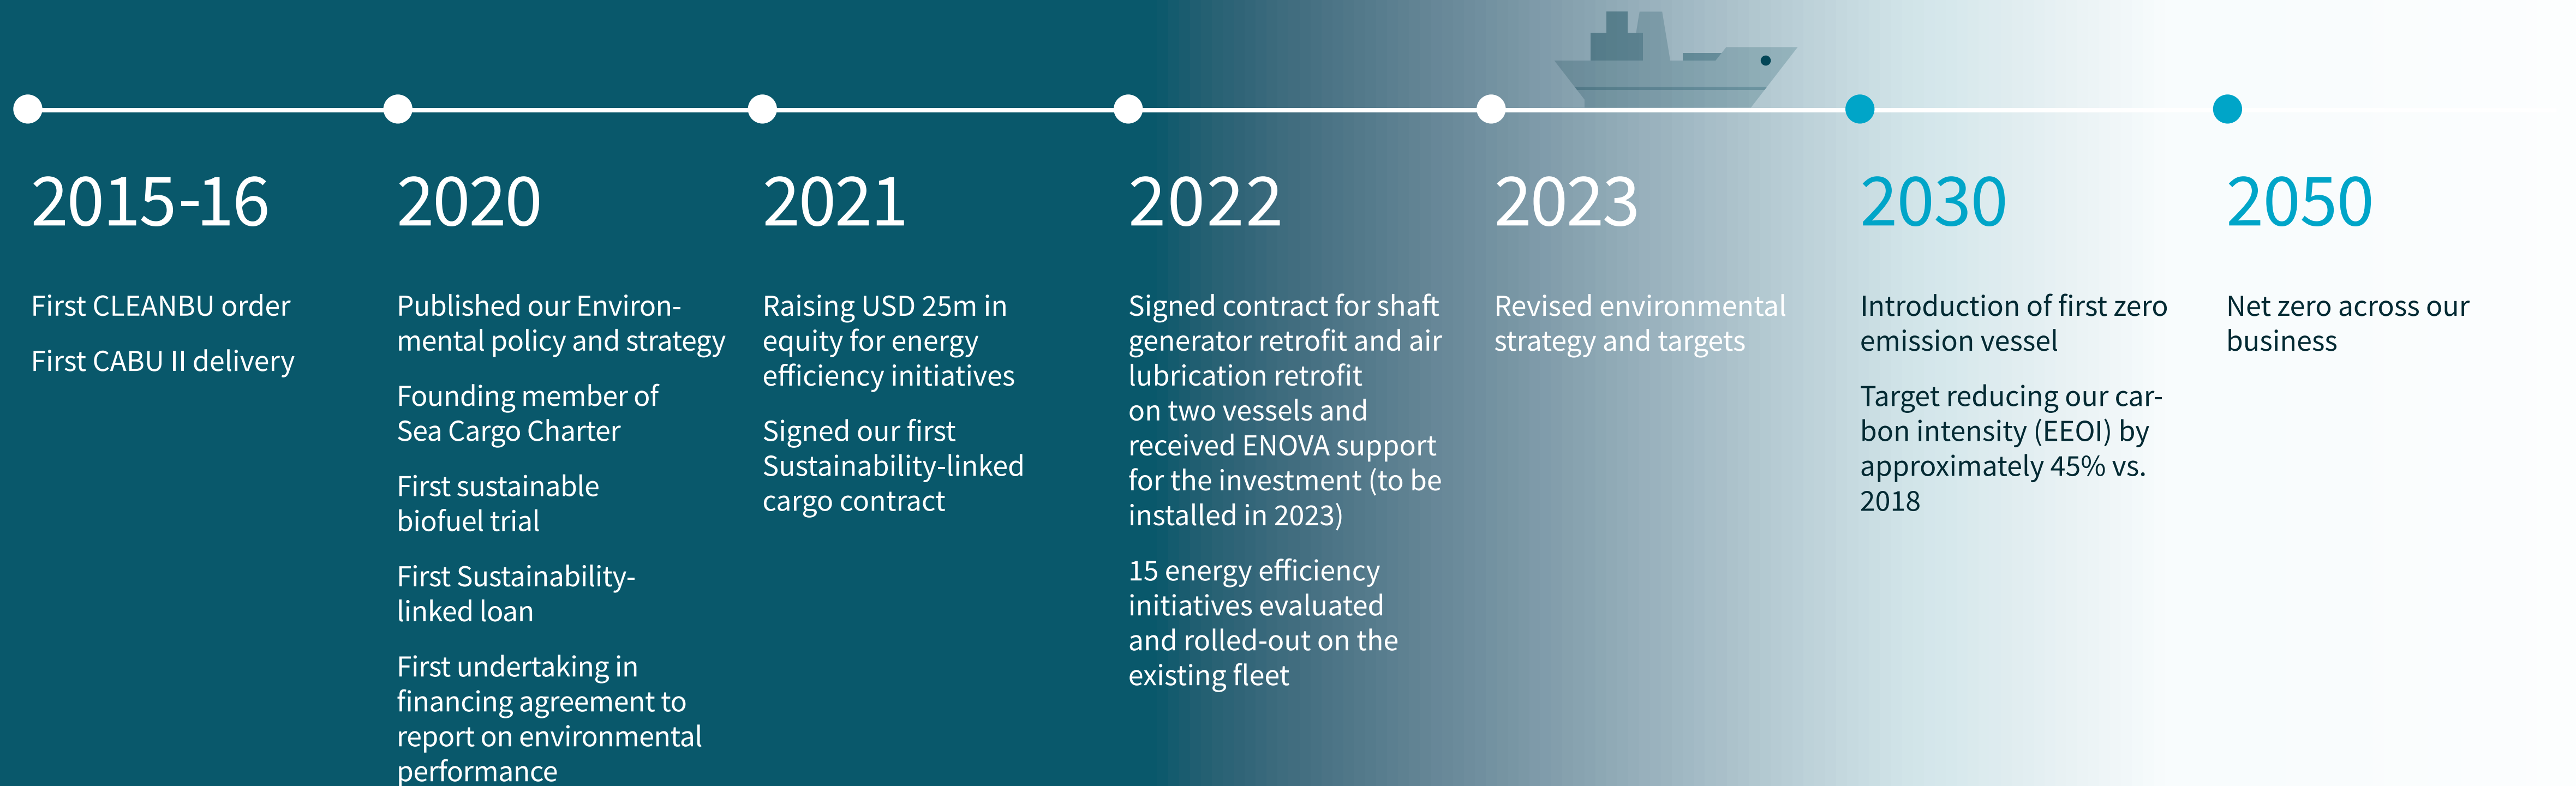 2015-16
First CLEANBU order
First CABU II delivery
2020
Published our Environ-
mental policy and strategy
Founding member of
Sea Cargo Charter
First sustainable
biofuel trial
First Sustainability-
linked loan
First undertaking in
financing agreement to
report on environmental
performance
2021
Raising USD 25m in
equity for energy
efficiency initiatives
Signed our first
Sustainability-linked
cargo contract
2022
Signed contract for shaft
generator retrofit and air
lubrication retrofit
on two vessels and
received ENOVA support
for the investment (to be
installed in 2023)
15 energy efficiency
initiatives evaluated
and rolled-out on the
existing fleet
2023
Revised environmental
strategy and targets
2030
Introduction of first zero
emission vessel
Target reducing our car-
bon intensity (EEOI) by
approximately 45% vs.
2018
2050
Net zero across our
business